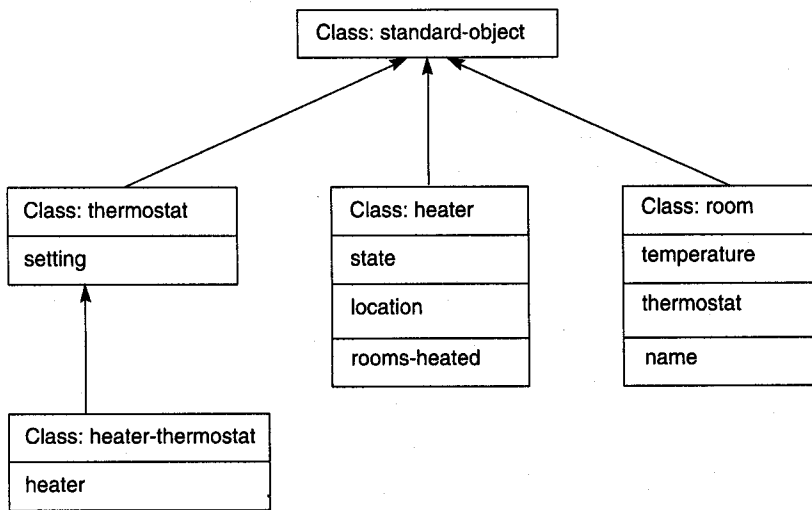 Class: standard-object
Class: thermostat
setting
Class: heater
state
location
rooms-heated
Class: room
temperature
thermostat
name
Class: heater-thermostat
heater